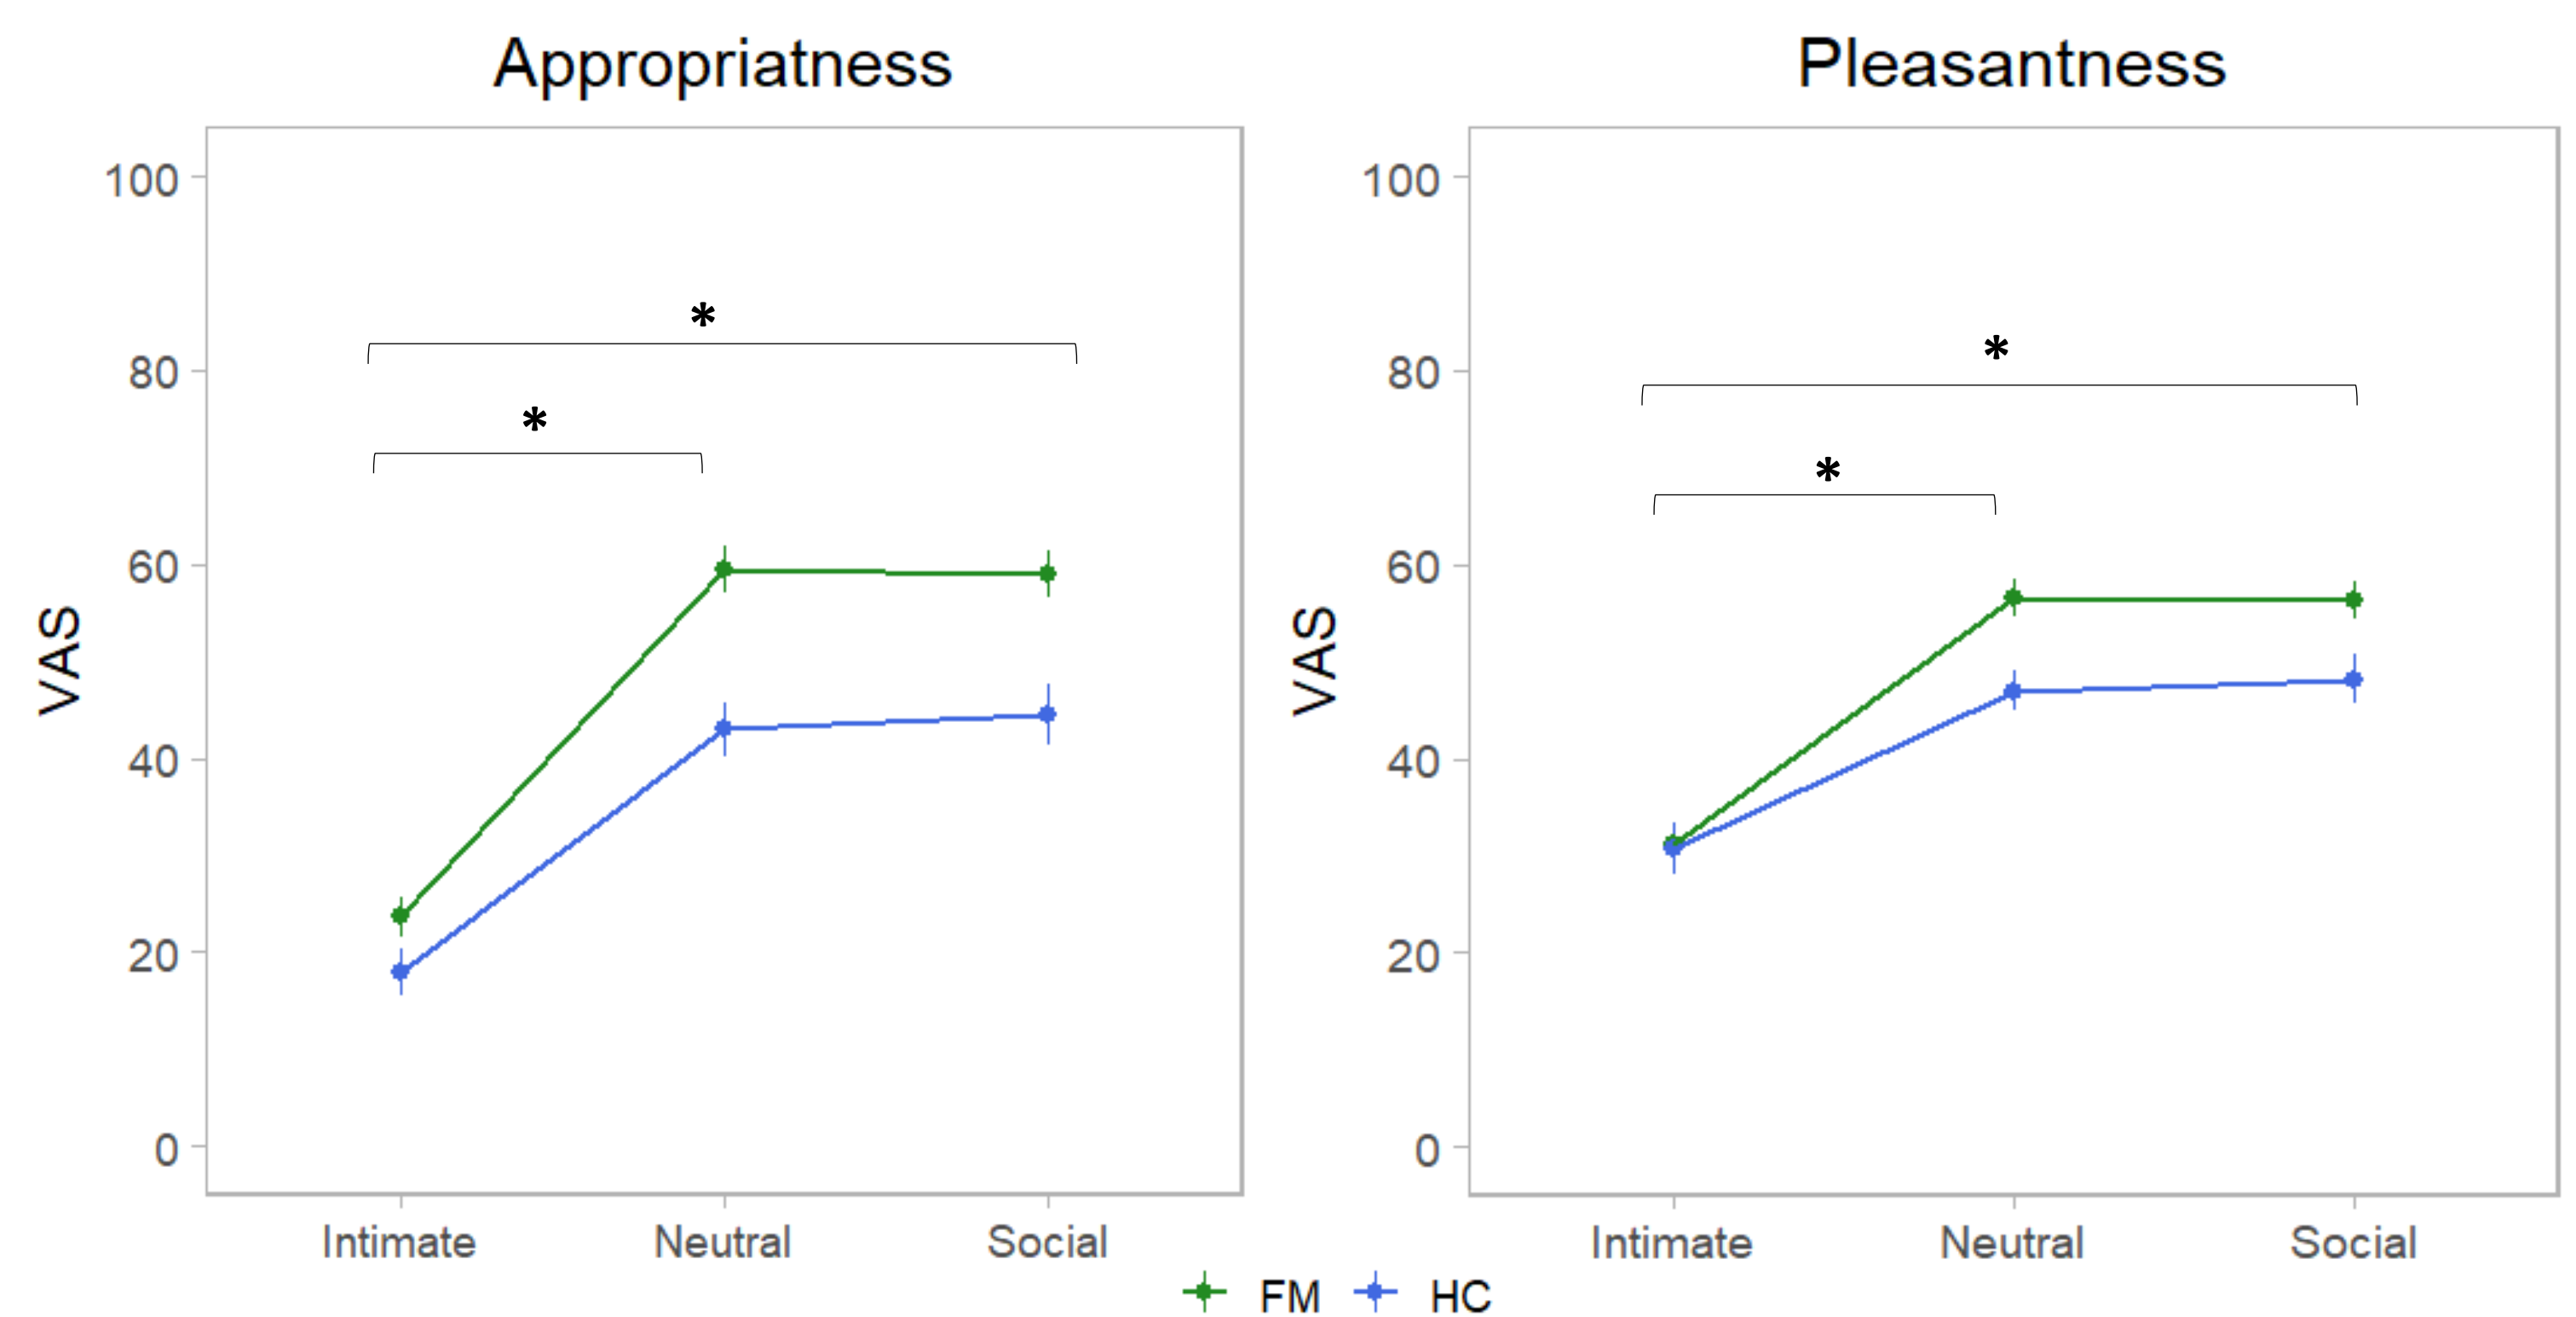 Appropriatness
Pleasantness
VAS
100
80
60
40
20
0
*
*
Intimate Neutral Social
VAS
100
80
60
40
20
0
*
*
Intimate Neutral Social
FM HC